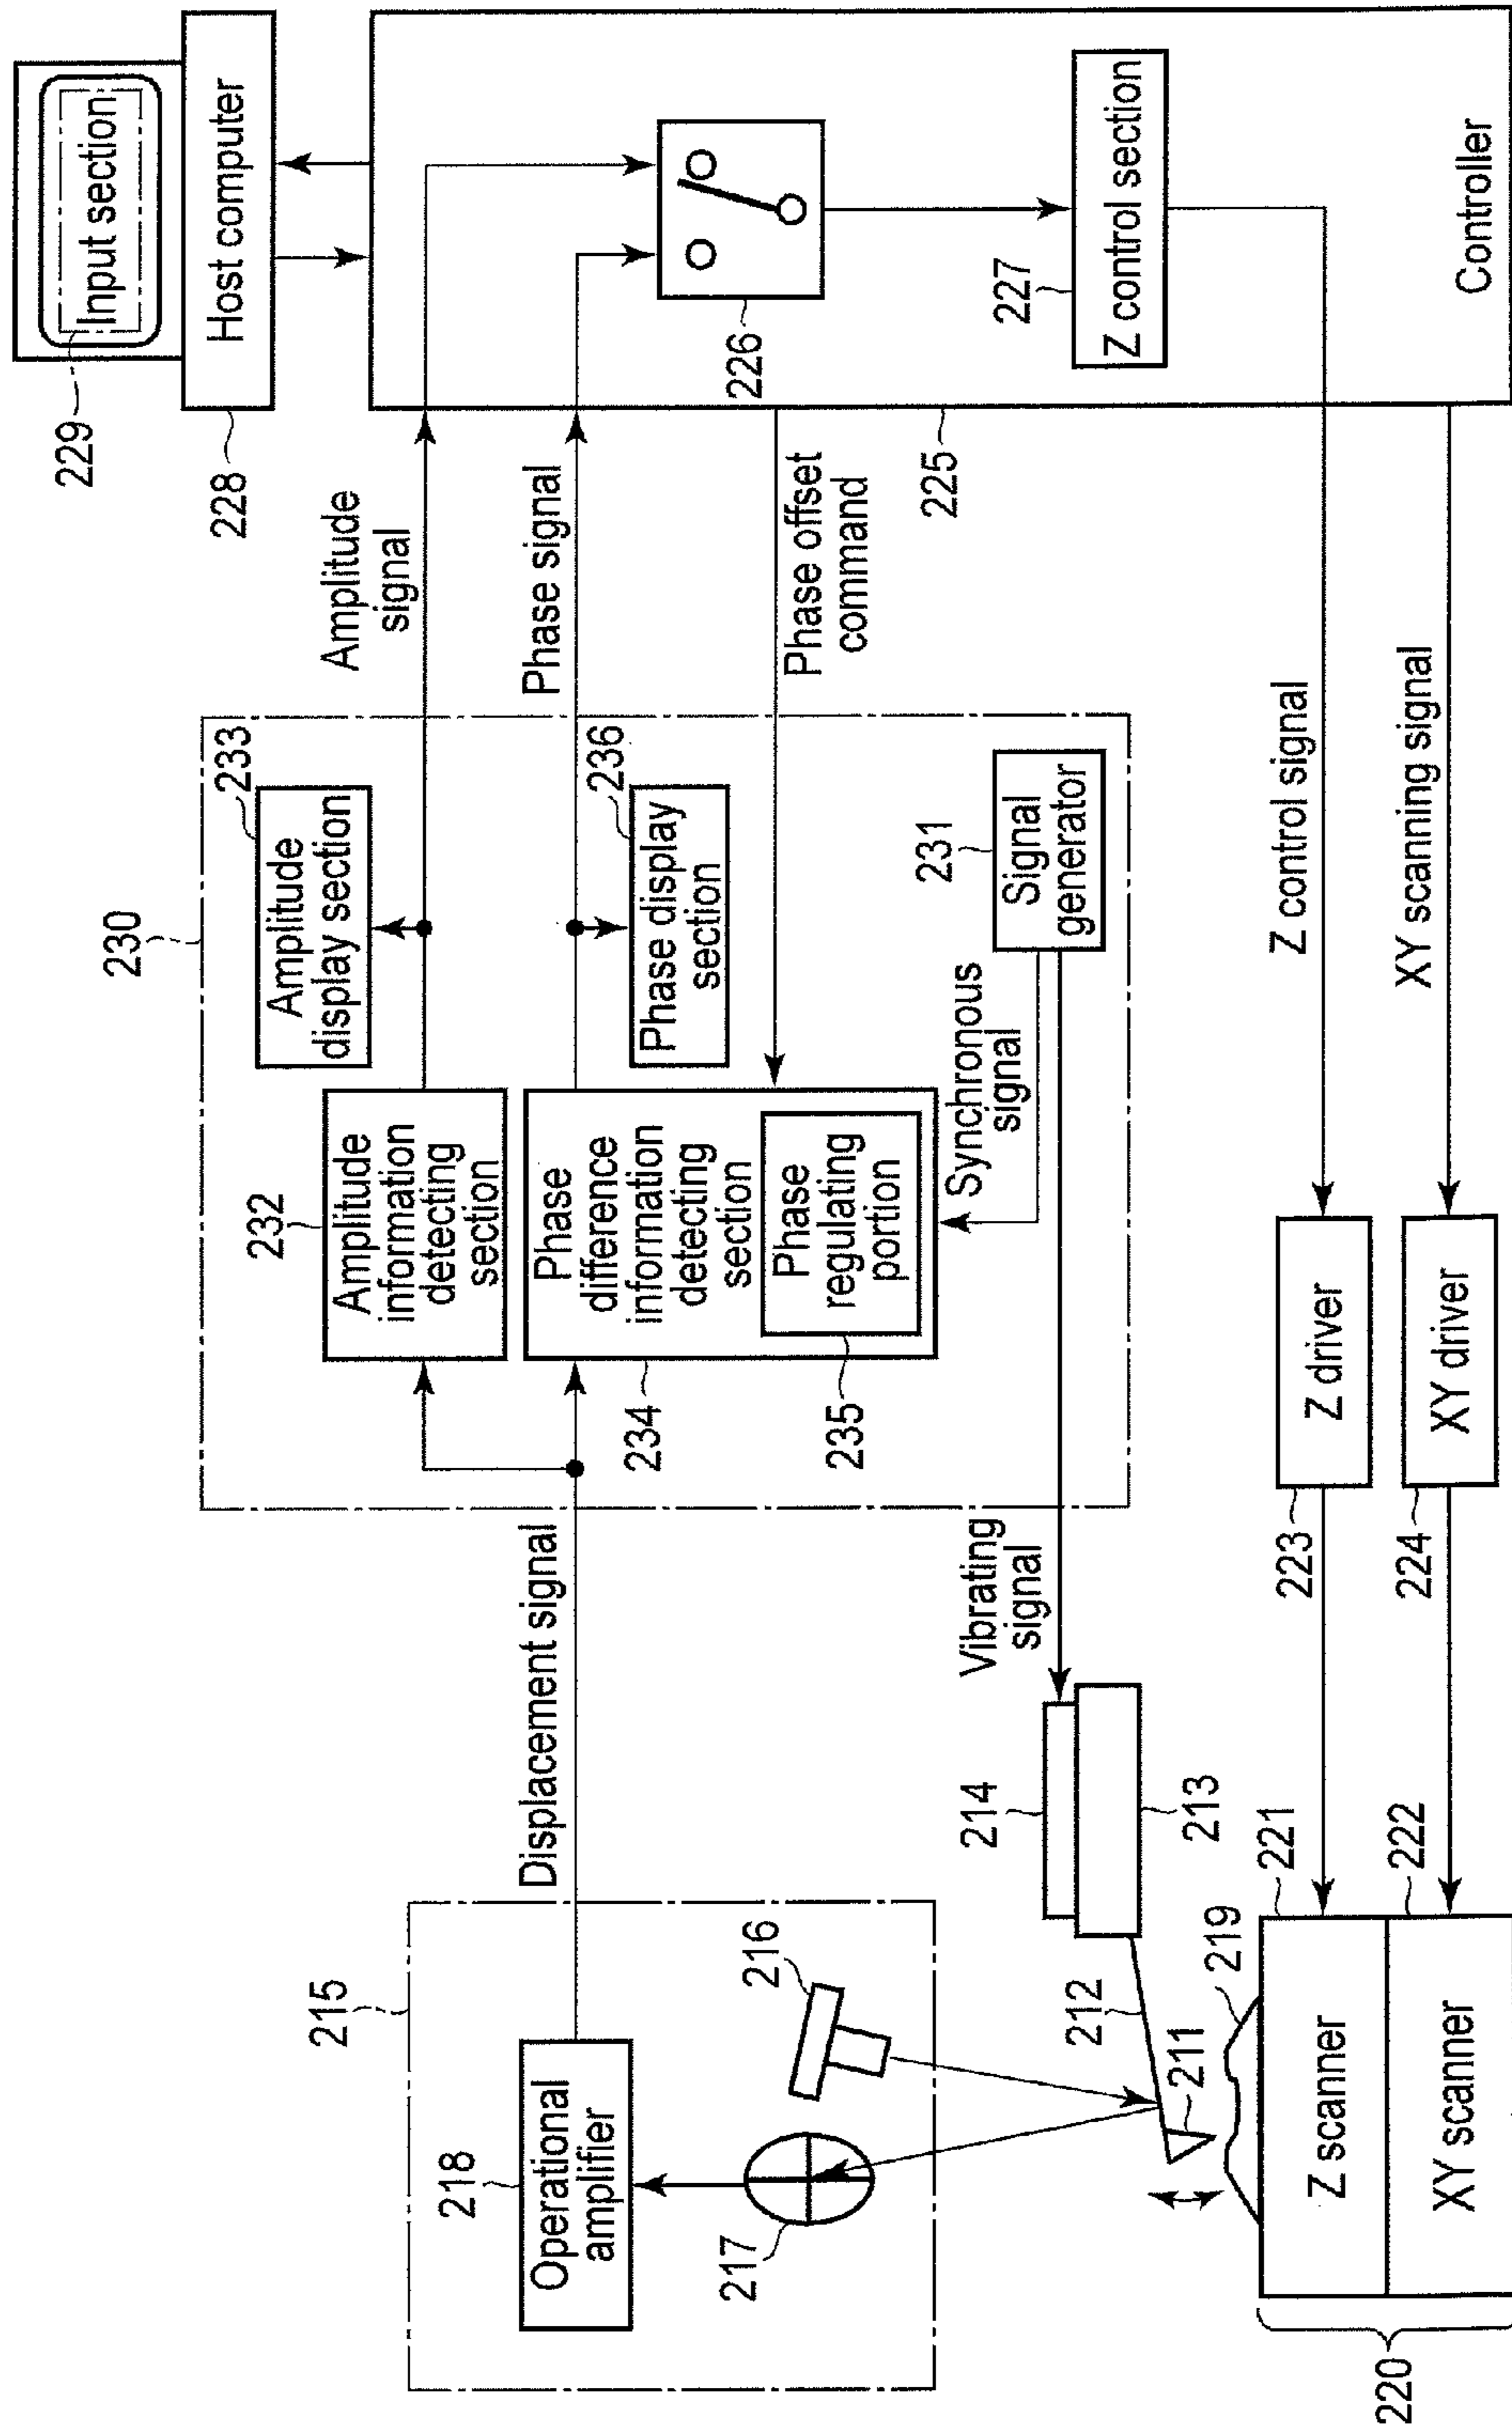 229
Input section
Host computer
228
Amplitude
signal
Phase signal
Phase offset
command
225
226
227
Z control section
Controller
230
233
Amplitude
display section
236
Phase display
section
231
Signal
generator
Synchronous
signal
232
Amplitude
information
detecting
section
Phase
difference
information
detecting
section
234
Phase
regulating
portion
235
Z control signal
XY scanning signal
Displacement signal
Vibrating
signal
223
Z driver
224
XY driver
215
218
Operational
amplifier
216
217
214
213
212
211
219
221
222
Z scanner
XY scanner
220